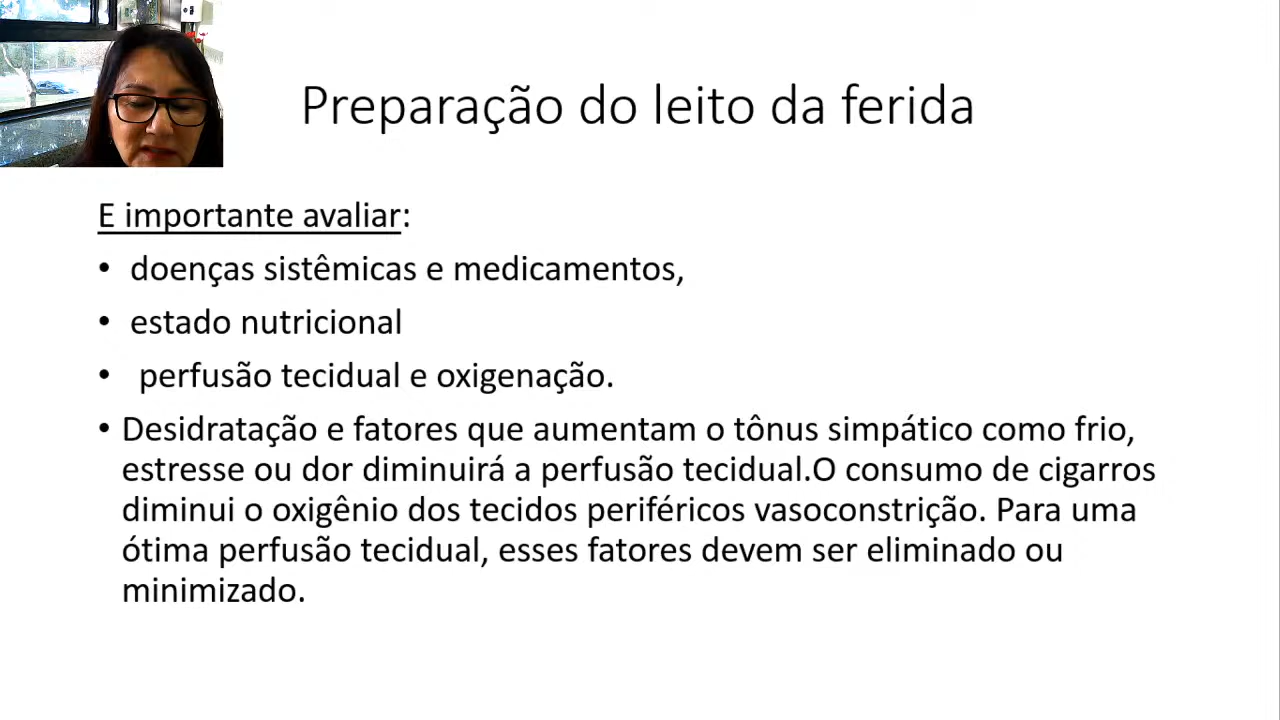 Preparação do leito da ferida
E importante avaliar:
• doenças sistêmicas e medicamentos,
• estado nutricional
• perfusão tecidual e oxigenação.
• Desidratação e fatores que aumentam o tônus simpático como frio,
estresse ou dor diminuirá a perfusão tecidual.O consumo de cigarros
diminui o oxigênio dos tecidos periféricos vasoconstrição. Para uma
ótima perfusão tecidual, esses fatores devem ser eliminado ou
minimizado.